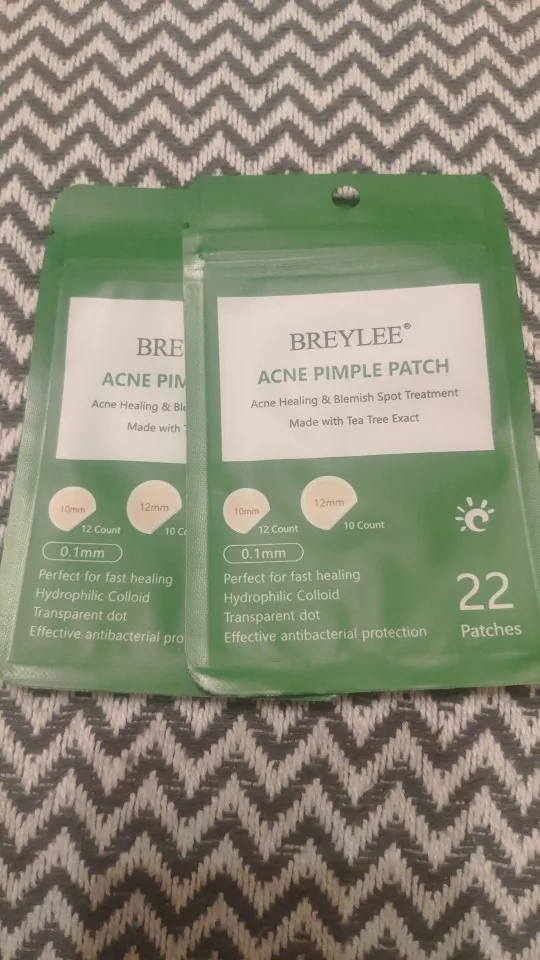 BRE
ACNE PIM
Acne Healing & Ble
Made with T
10mm
12 Count
12mm
10 Co
0.1mm
Perfect for fast healing
Hydrophilic Colloid
Transparent dot
Effective antibacterial pro
BREYLEE®
ACNE PIMPLE PATCH
Acne Healing & Blemish Spot Treatment
Made with Tea Tree Exact
10mm
12 Count
12mm
10 Count
0.1mm
Perfect for fast healing
Hydrophilic Colloid
Transparent dot
Effective antibacterial protection
22
Patches